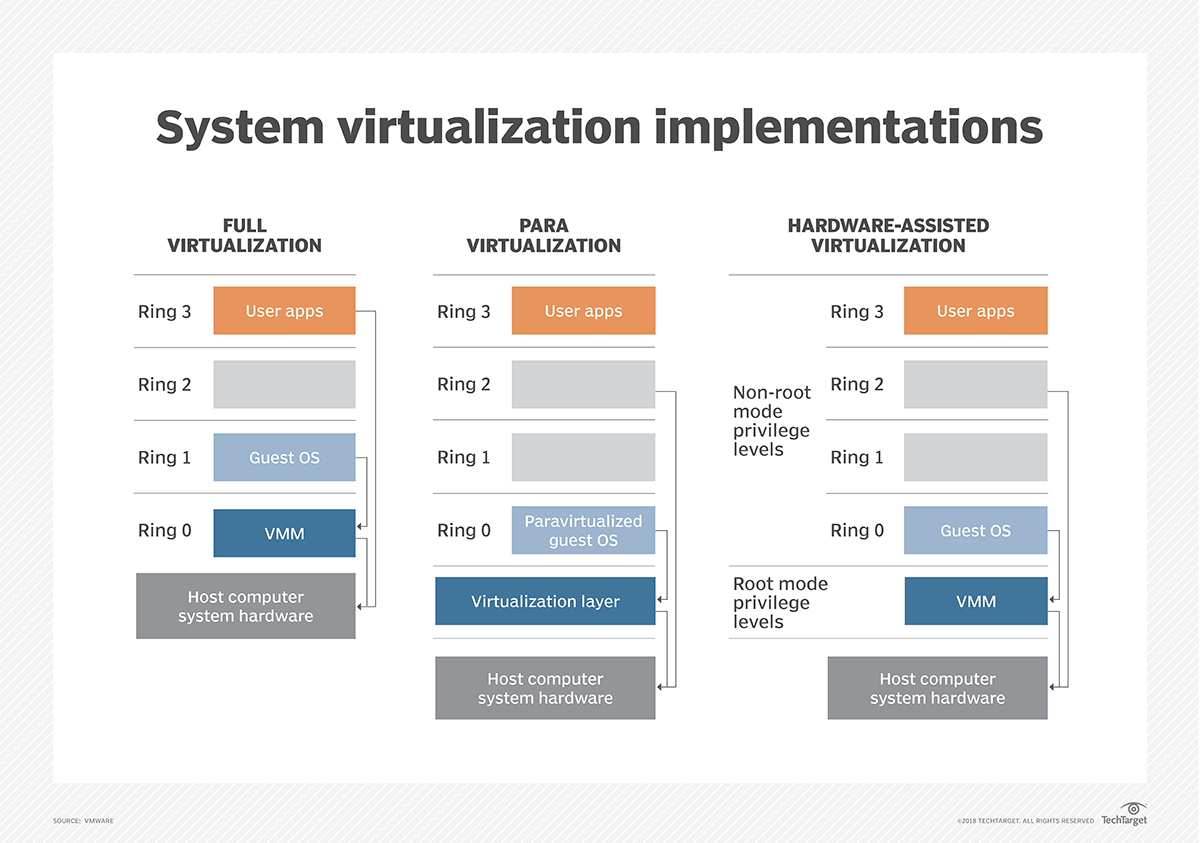 System virtualization implementations
FULL
VIRTUALIZATION
Ring 3
User apps
Ring 2
Ring 1
Guest OS
Ring 0
VMM
Host computer
system hardware
PARA
VIRTUALIZATION
Ring 3
User apps
Ring 2
Ring 1
Ring 0
Paravirtualized
guest OS
Virtualization layer
Host computer
system hardware
HARDWARE-ASSISTED
VIRTUALIZATION
Non-root
mode
privilege
levels
Ring 3
User apps
Ring 2
Ring 1
Ring 0
Guest OS
Root mode
privilege
levels
VMM
Host computer
system hardware
SOURCE: VMWARE
©2018 TECHTARGET. ALL RIGHTS RESERVED
TechTarget